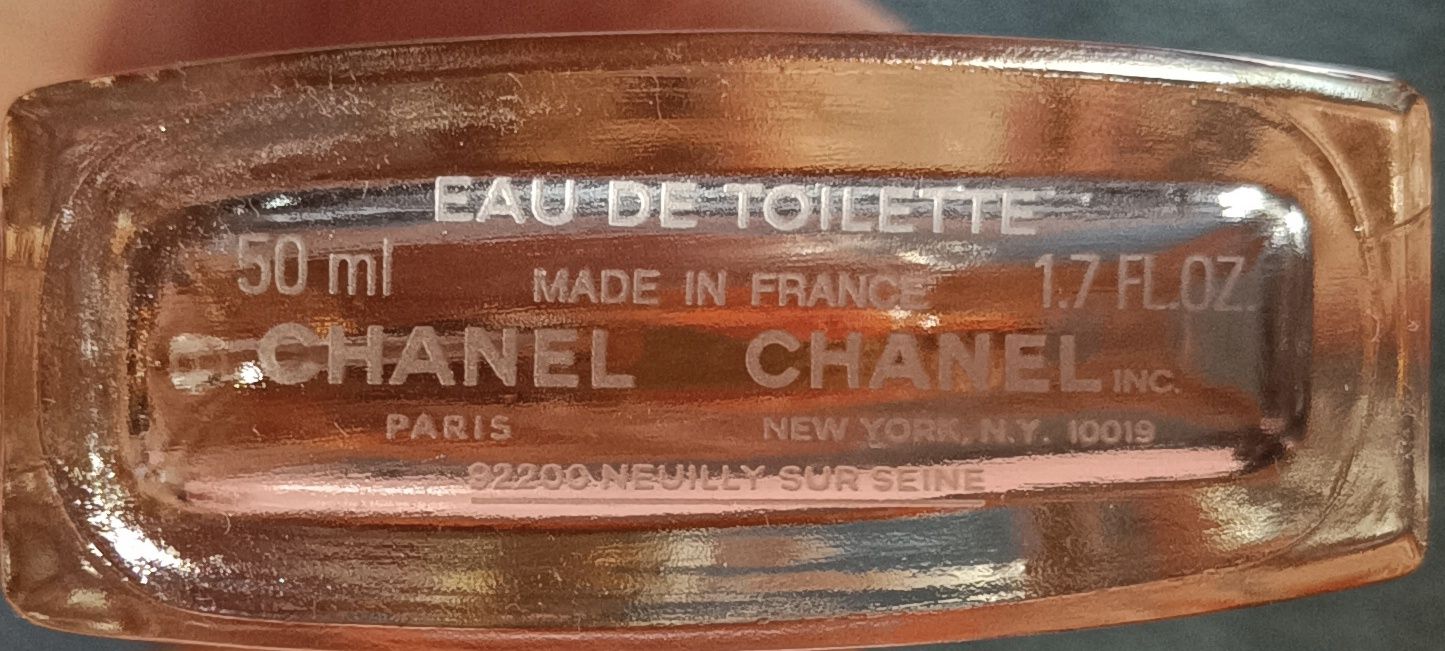 EAU DE TOILETTE
50 ml MADE IN FRANCE 1.7 FL.OZ.
CHANEL CHANEL INC.
PARIS NEW YORK, N.Y. 10019
92200 NEUILLY SUR SEINE